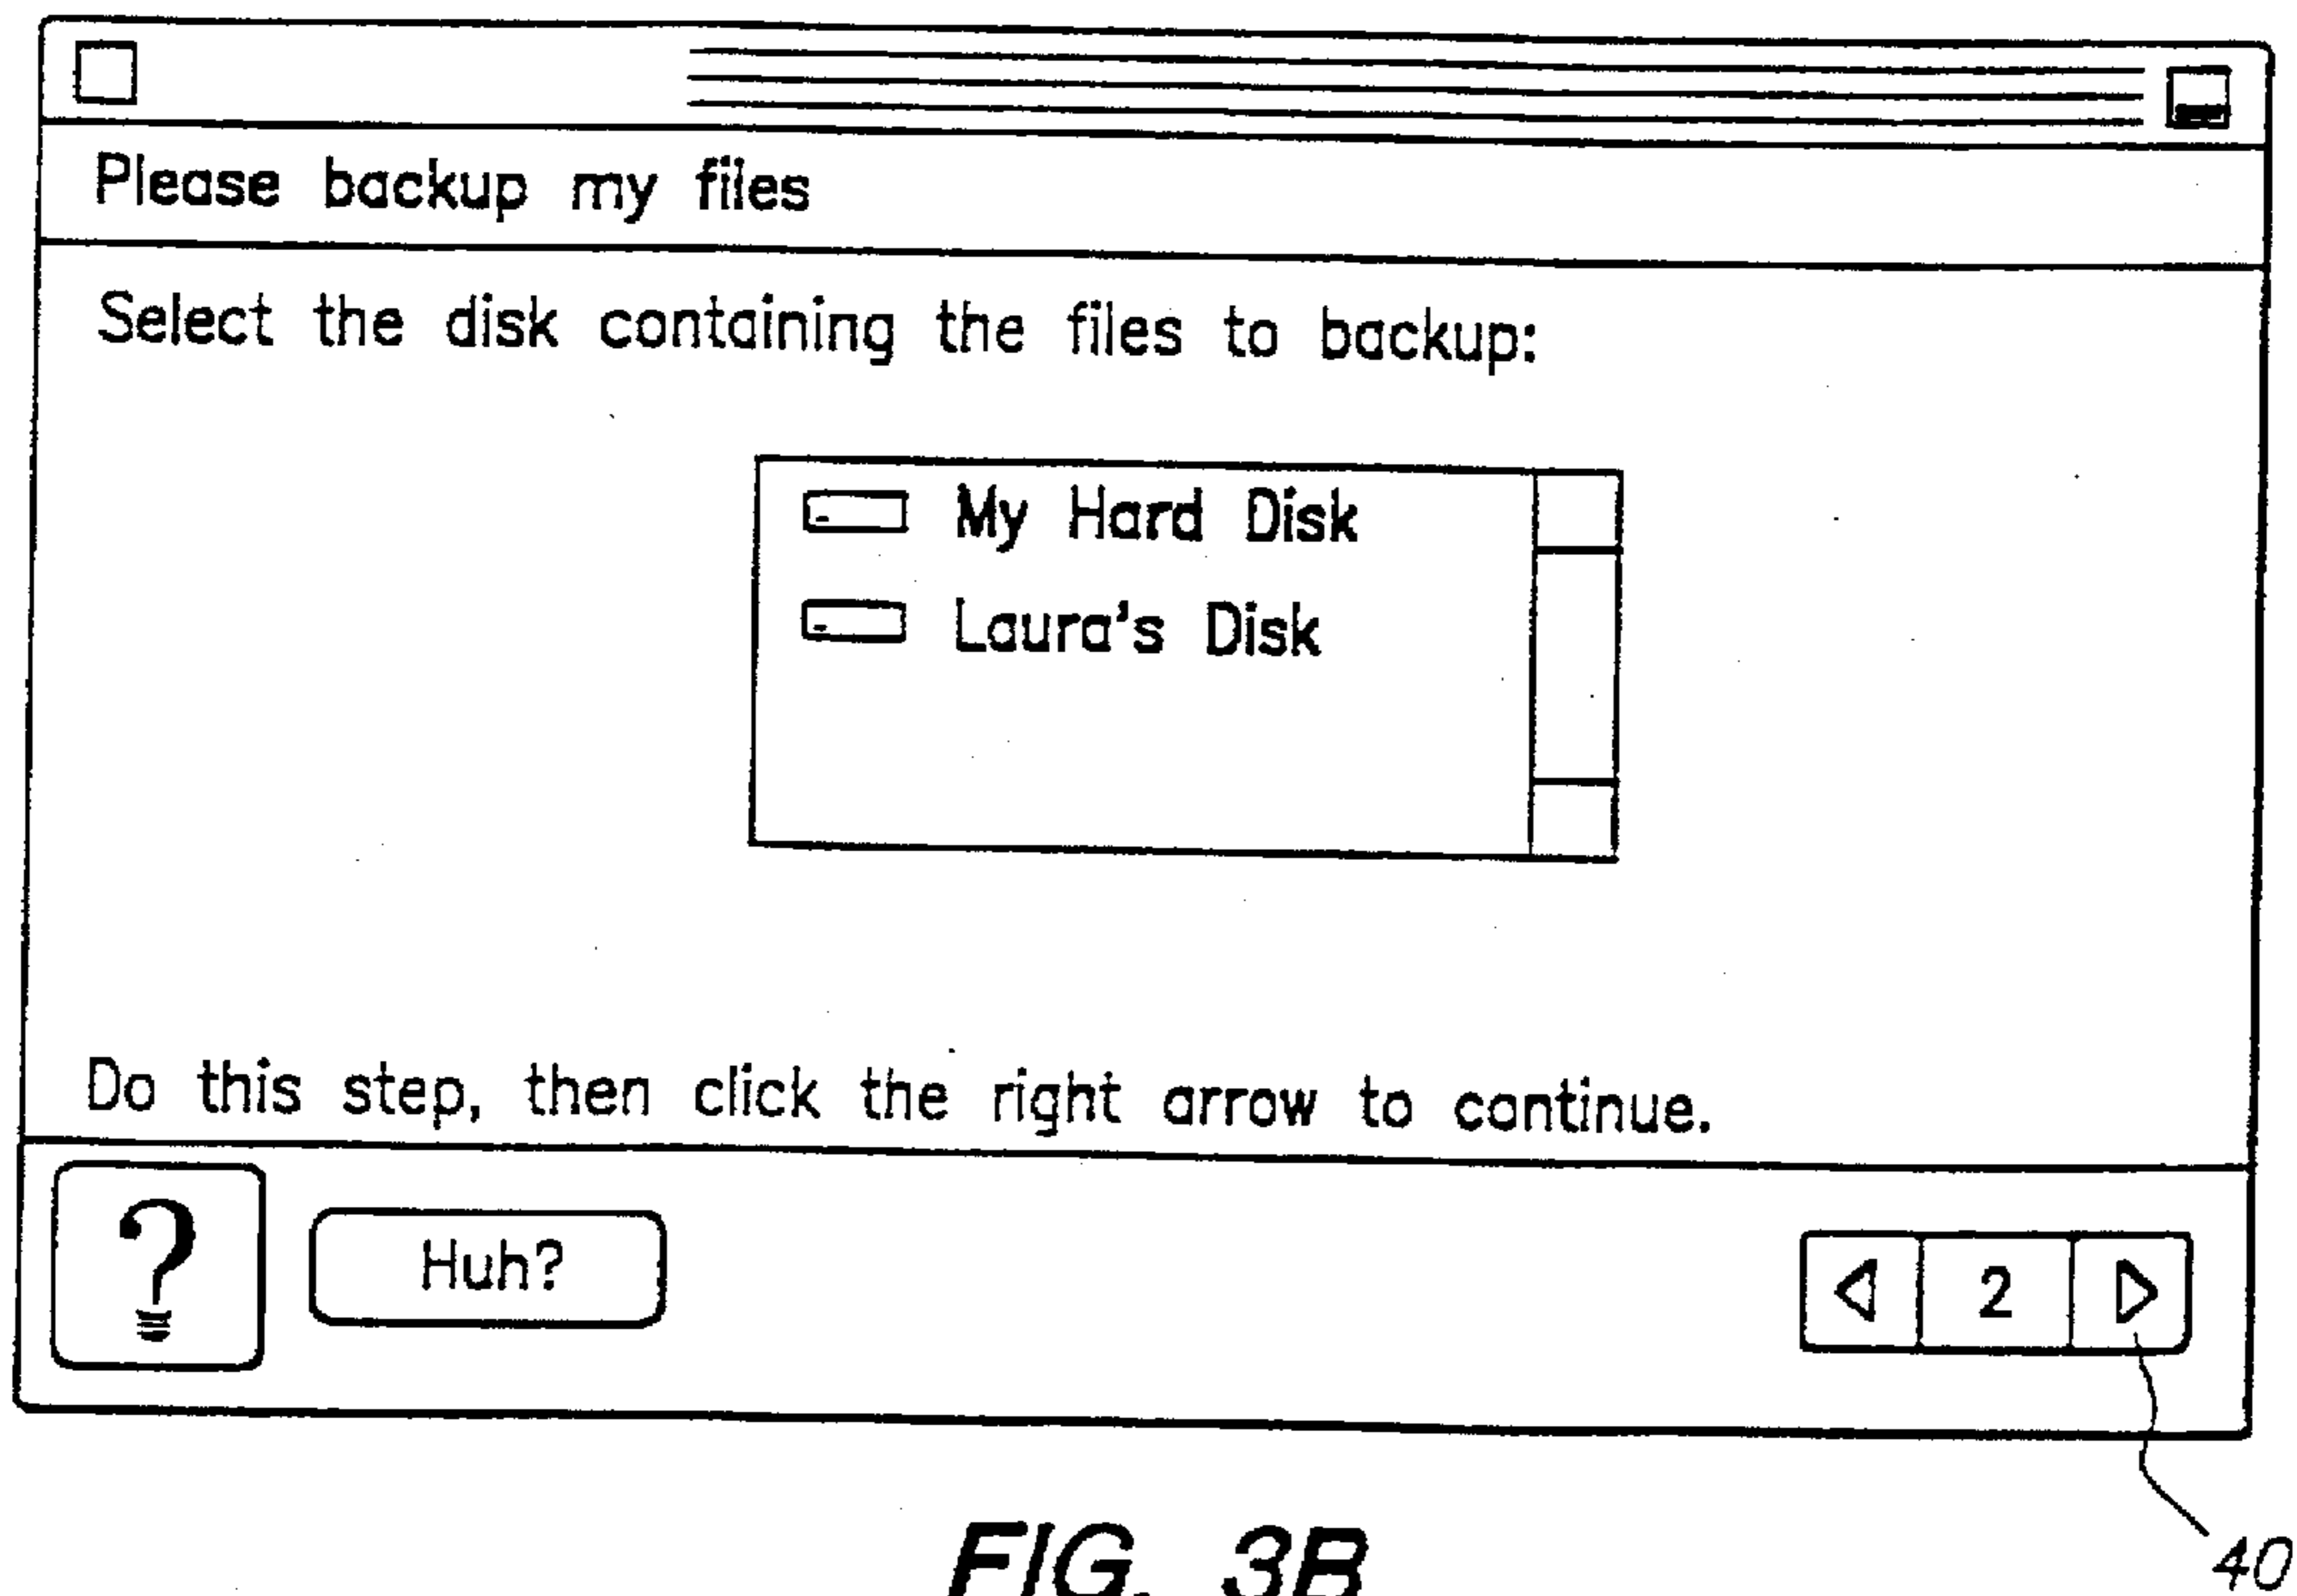 Please backup my files
Select the disk containing the files to backup:
My Hard Disk
Laura's Disk
Do this step, then click the right arrow to continue.
? Huh? 2
40
FIG. 3B